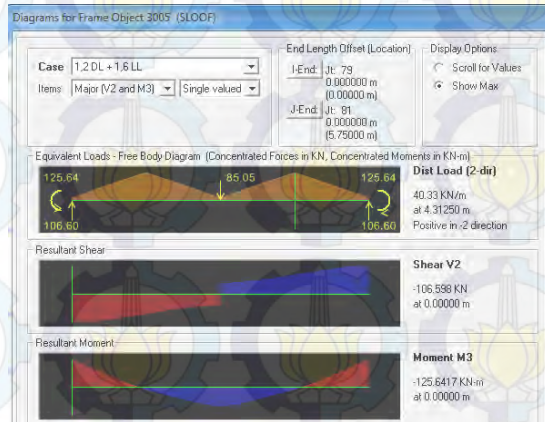 Diagrams for Frame Object 3005 (SLOOF)
End Length Offset (Location)
Display Options
Case 1,2 DL + 1,6 LL
Items Major (V2 and M3) Single valued
I-End: Jt: 79
0.000000 m
(0.00000 m)
J-End: Jt: 81
0.000000 m
(5.75000 m)
Scroll for Values
Show Max
Equivalent Loads - Free Body Diagram (Concentrated Forces in KN, Concentrated Moments in KN-m)
125.64 85.05 125.64
106.60 106.60
Dist Load (2-dir)
40.33 KN/m
at 4.31250 m
Positive in -2 direction
Resultant Shear
Shear V2
-106.598 KN
at 0.00000 m
Resultant Moment
Moment M3
-125.6417 KN-m
at 0.00000 m